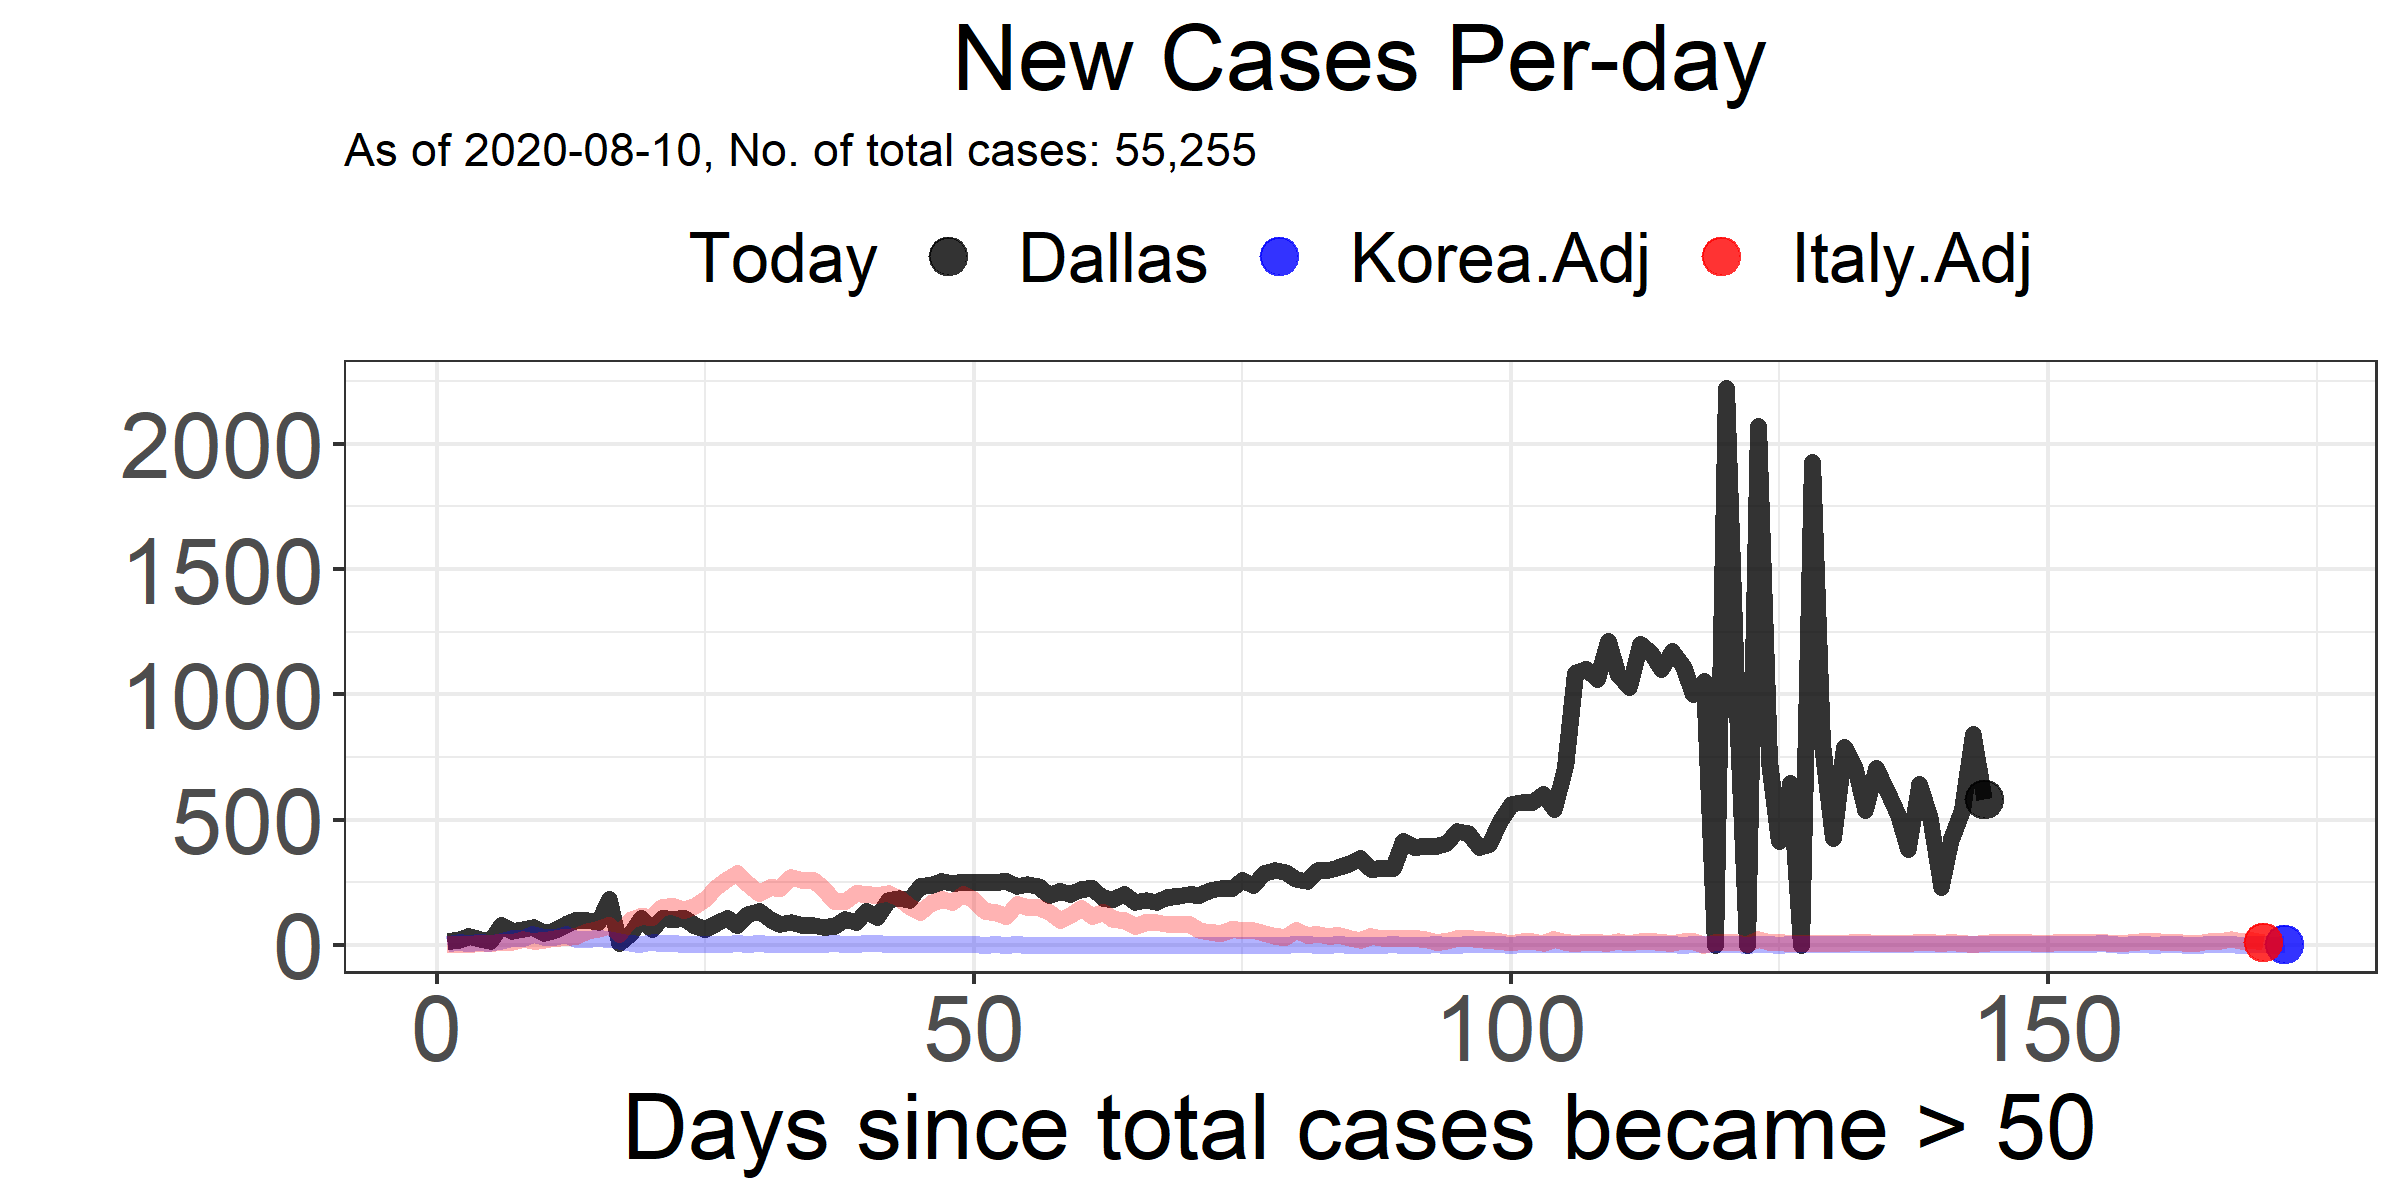 New Cases Per-day
As of 2020-08-10, No. of total cases: 55,255
Today Dallas Korea.Adj Italy.Adj
2000
1500
1000
500
0
0 50 100 150
Days since total cases became > 50